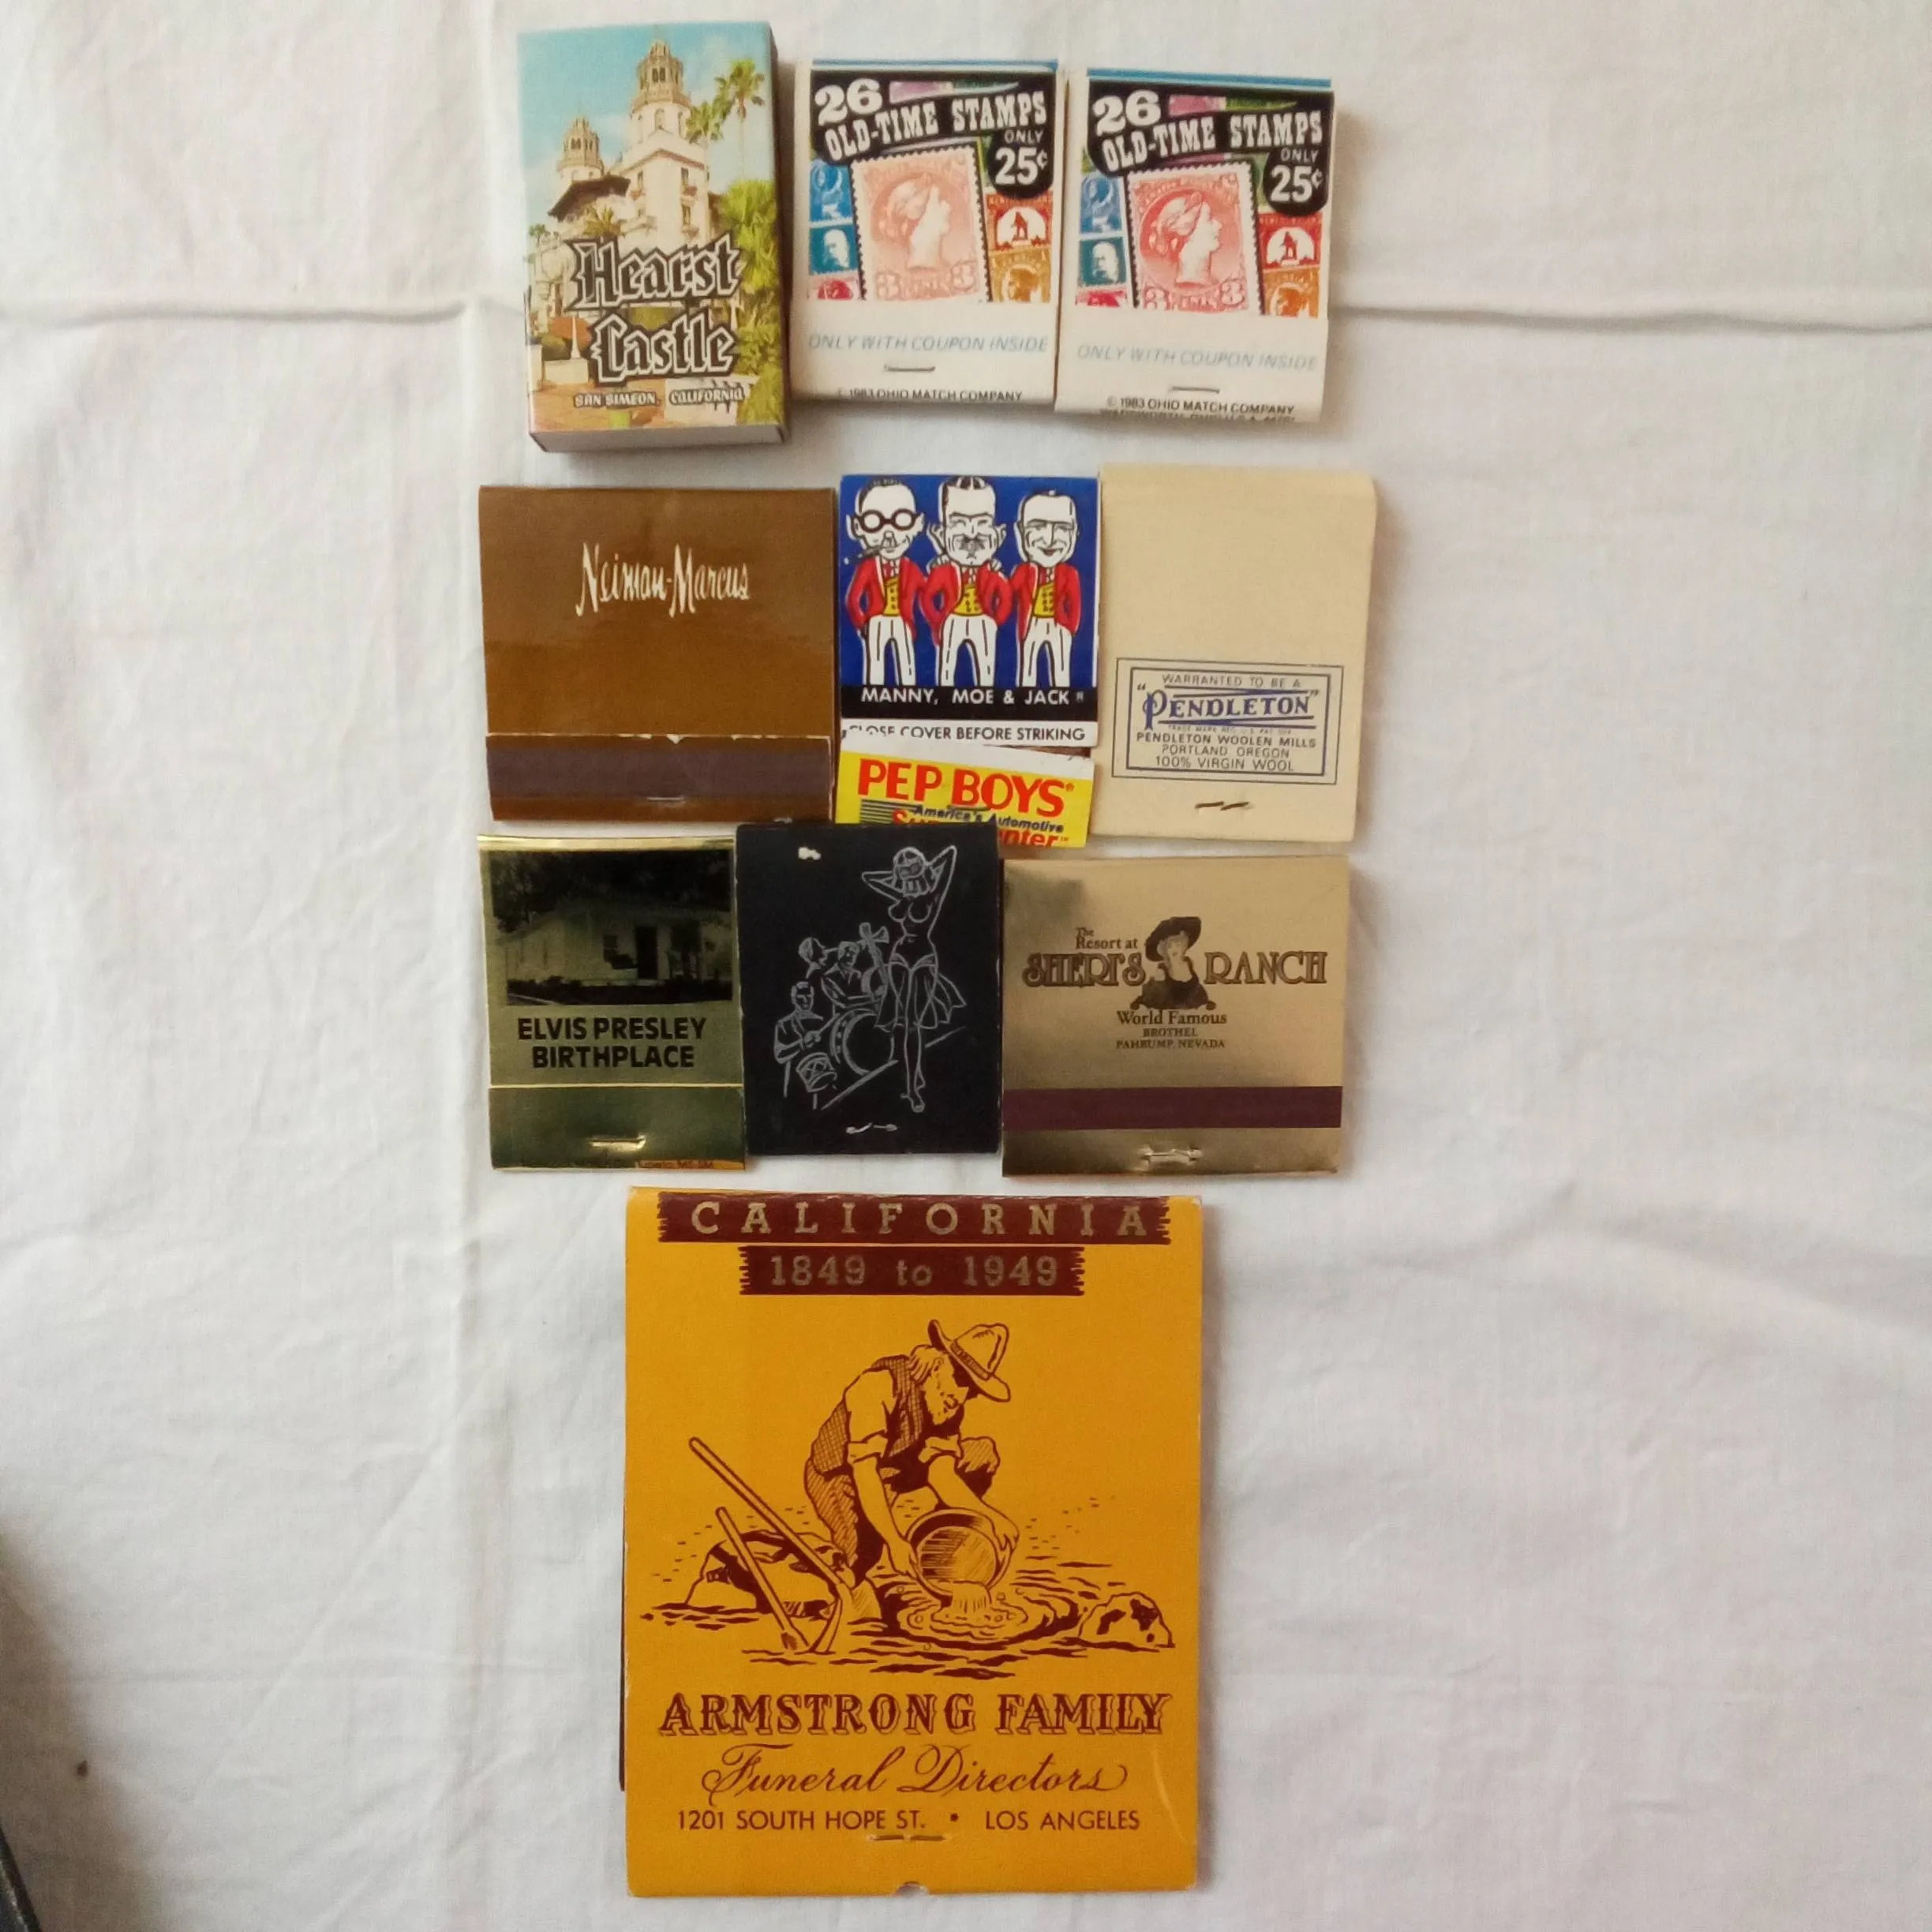 Hearst
Castle
SAN SIMEON, CALIFORNIA
26
OLD-TIME STAMPS
ONLY
25¢
ONLY WITH COUPON INSIDE
© 1983 OHIO MATCH COMPANY
26
OLD-TIME STAMPS
ONLY
25¢
ONLY WITH COUPON INSIDE
© 1983 OHIO MATCH COMPANY
Neiman-Marcus
MANNY, MOE & JACK
CLOSE COVER BEFORE STRIKING
PEP BOYS®
America's Automotive
WARRANTED TO BE A
"PENDLETON"
PENDLETON WOOLEN MILLS
PORTLAND OREGON
100% VIRGIN WOOL
ELVIS PRESLEY
BIRTHPLACE
The
Resort at
SHERI'S RANCH
World Famous
BROTHEL
PAHRUMP, NEVADA
CALIFORNIA
1849 to 1949
ARMSTRONG FAMILY
Funeral Directors
1201 SOUTH HOPE ST. • LOS ANGELES